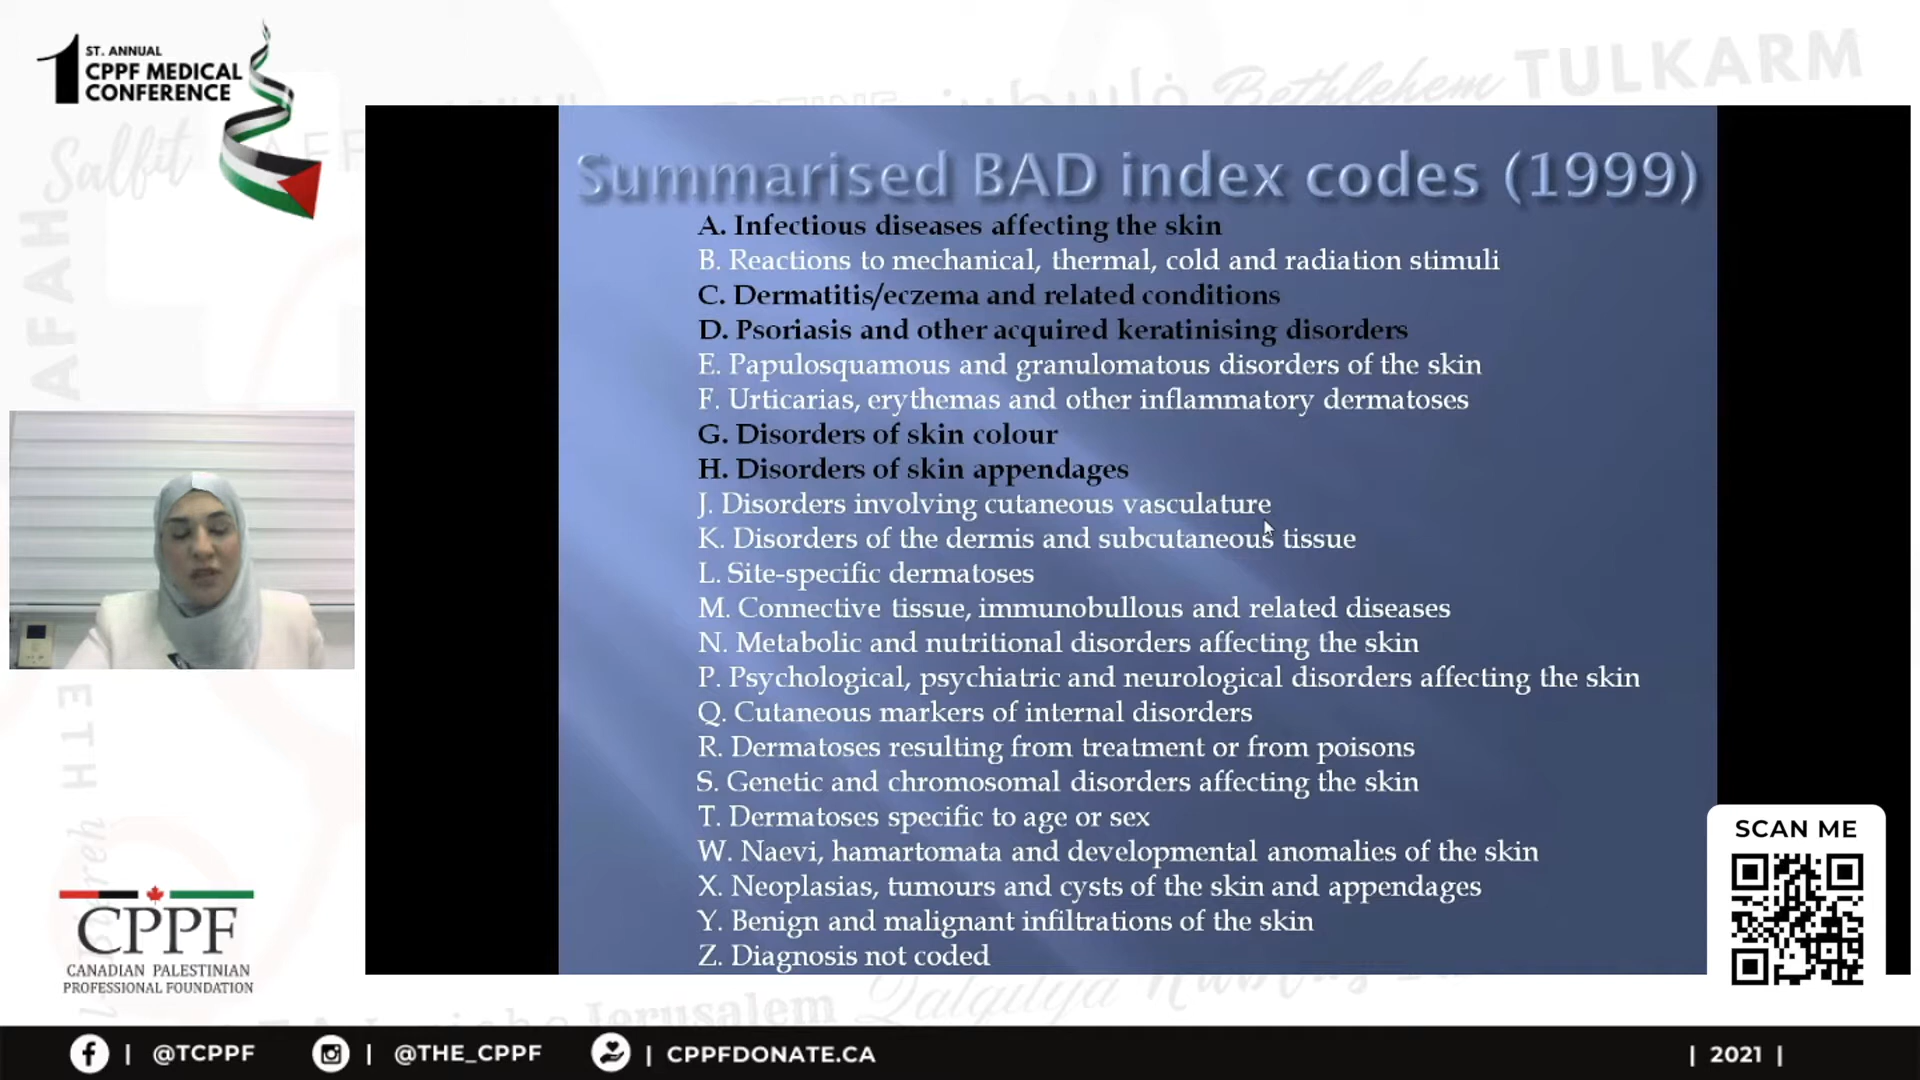 ST. ANNUAL
1 CPPF MEDICAL
CONFERENCE
TULKARM
Bethlehem
Salfit
AFAH
Summarised BAD index codes (1999)
A. Infectious diseases affecting the skin
B. Reactions to mechanical, thermal, cold and radiation stimuli
C. Dermatitis/eczema and related conditions
D. Psoriasis and other acquired keratinising disorders
E. Papulosquamous and granulomatous disorders of the skin
F. Urticarias, erythemas and other inflammatory dermatoses
G. Disorders of skin colour
H. Disorders of skin appendages
J. Disorders involving cutaneous vasculature
K. Disorders of the dermis and subcutaneous tissue
L. Site-specific dermatoses
M. Connective tissue, immunobullous and related diseases
N. Metabolic and nutritional disorders affecting the skin
P. Psychological, psychiatric and neurological disorders affecting the skin
Q. Cutaneous markers of internal disorders
R. Dermatoses resulting from treatment or from poisons
S. Genetic and chromosomal disorders affecting the skin
T. Dermatoses specific to age or sex
W. Naevi, hamartomata and developmental anomalies of the skin
X. Neoplasias, tumours and cysts of the skin and appendages
Y. Benign and malignant infiltrations of the skin
Z. Diagnosis not coded
SCAN ME
CPPF
CANADIAN PALESTINIAN
PROFESSIONAL FOUNDATION
Jerusalem
Qalqilya
| @TCPPF | @THE_CPPF | CPPFDONATE.CA | 2021 |